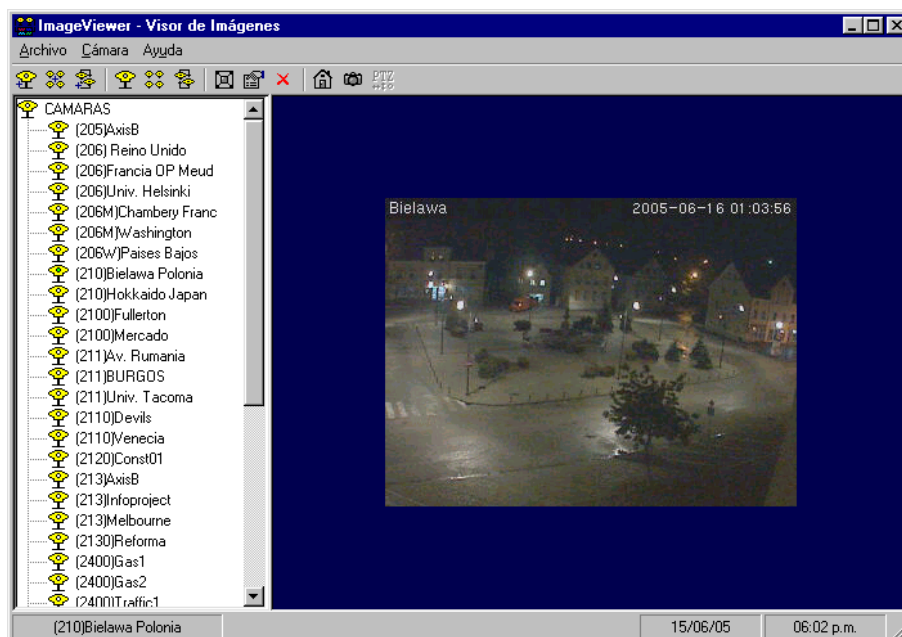 ImageViewer - Visor de Imágenes
Archivo Cámara Ayuda
PTZ
CAMARAS
(205)AxisB
(206) Reino Unido
(206)Francia OP Meud
(206)Univ. Helsinki
(206M)Chambery Franc
(206M)Washington
(206W)Paises Bajos
(210)Bielawa Polonia
(210)Hokkaido Japan
(2100)Fullerton
(2100)Mercado
(211)Av. Rumania
(211)BURGOS
(211)Univ. Tacoma
(2110)Devils
(2110)Venecia
(2120)Const01
(213)AxisB
(213)Infoproject
(213)Melbourne
(2130)Reforma
(2400)Gas1
(2400)Gas2
(2400)Traffic1
Bielawa 2005-06-16 01:03:56
(210)Bielawa Polonia 15/06/05 06:02 p.m.